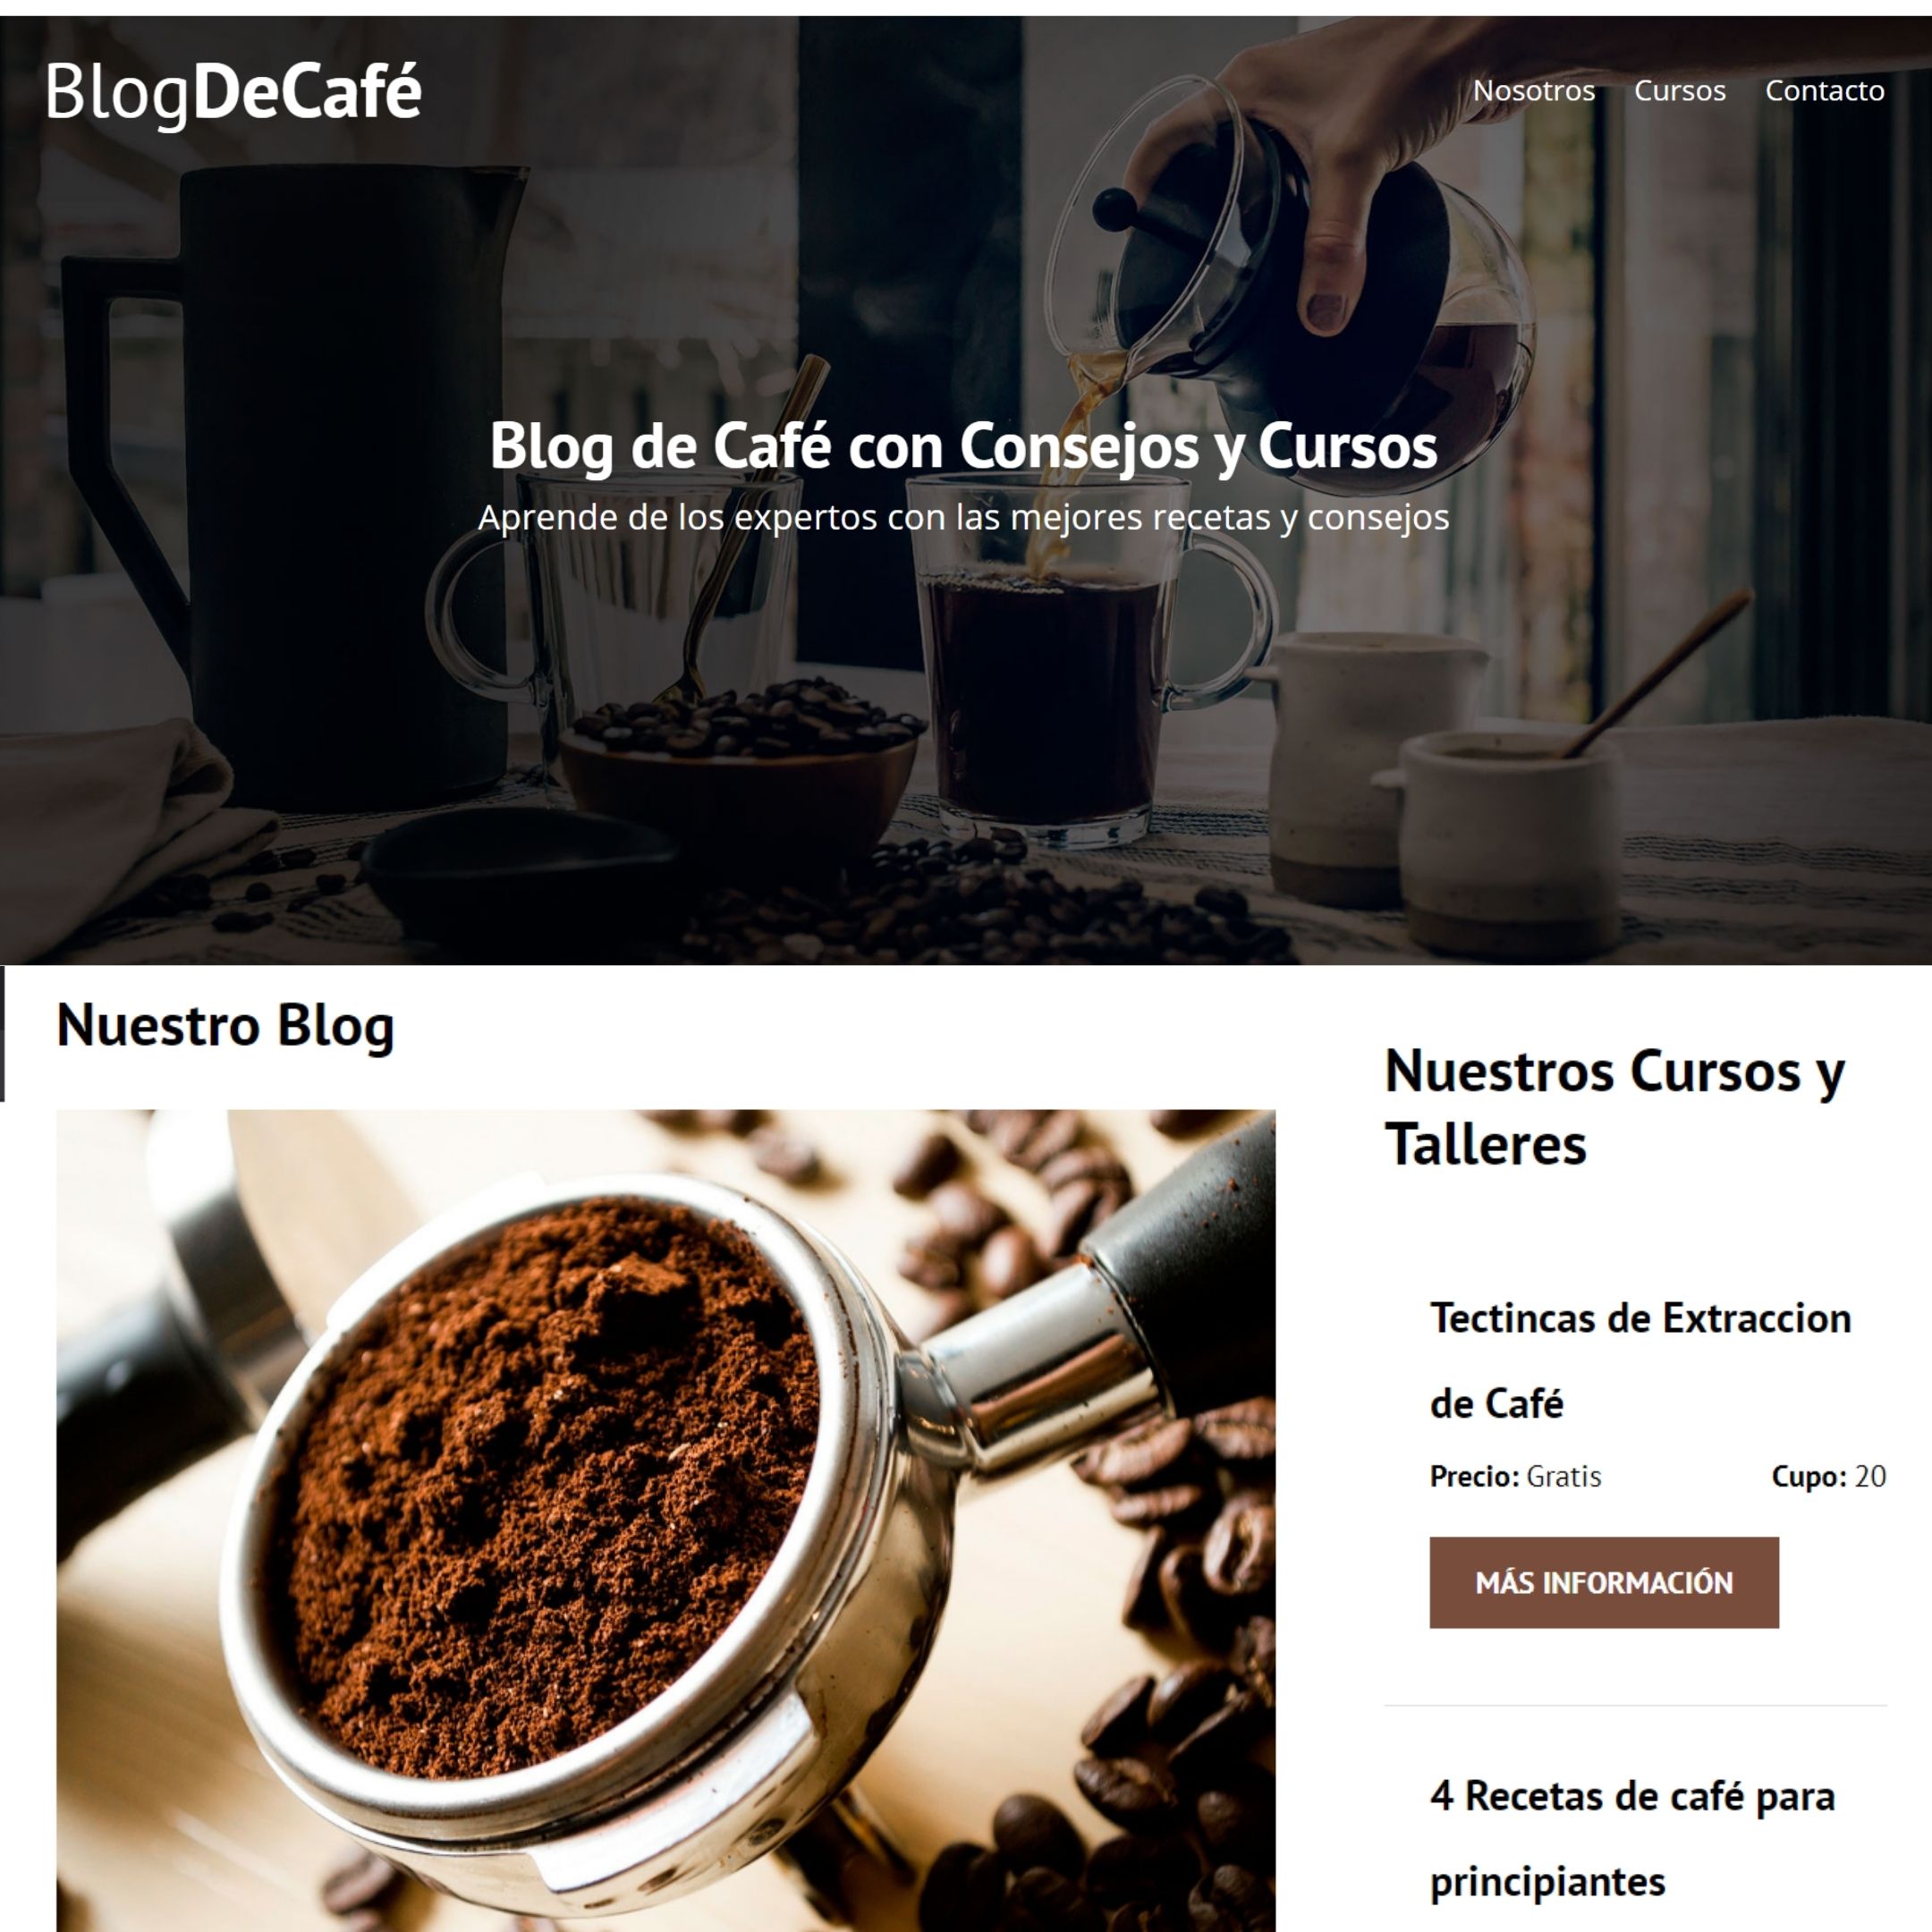 BlogDeCafé
Nosotros Cursos Contacto
Blog de Café con Consejos y Cursos
Aprende de los expertos con las mejores recetas y consejos
Nuestro Blog
Nuestros Cursos y
Talleres
Tectincas de Extraccion
de Café
Precio: Gratis Cupo: 20
MÁS INFORMACIÓN
4 Recetas de café para
principiantes